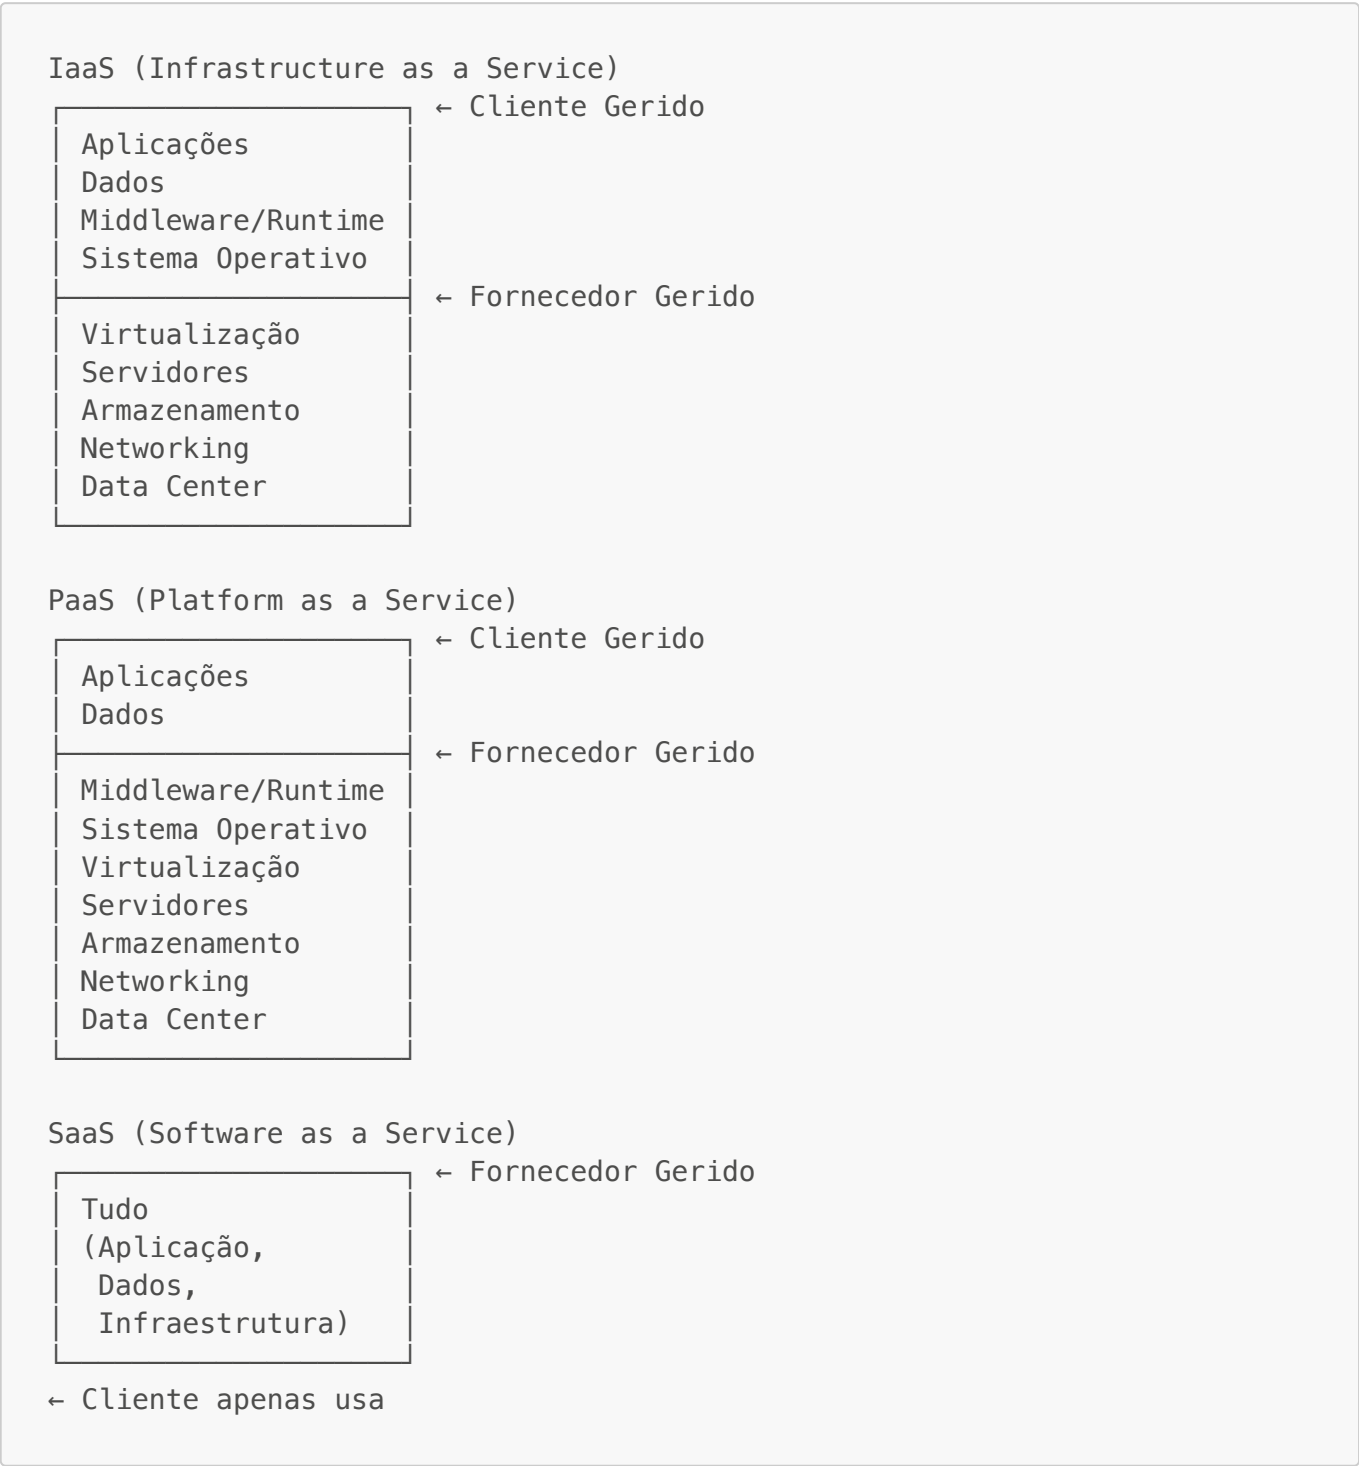 IaaS (Infrastructure as a Service)
← Cliente Gerido
Aplicações
Dados
Middleware/Runtime
Sistema Operativo
← Fornecedor Gerido
Virtualização
Servidores
Armazenamento
Networking
Data Center
PaaS (Platform as a Service)
← Cliente Gerido
Aplicações
Dados
← Fornecedor Gerido
Middleware/Runtime
Sistema Operativo
Virtualização
Servidores
Armazenamento
Networking
Data Center
SaaS (Software as a Service)
← Fornecedor Gerido
Tudo
(Aplicação,
Dados,
Infraestrutura)
← Cliente apenas usa